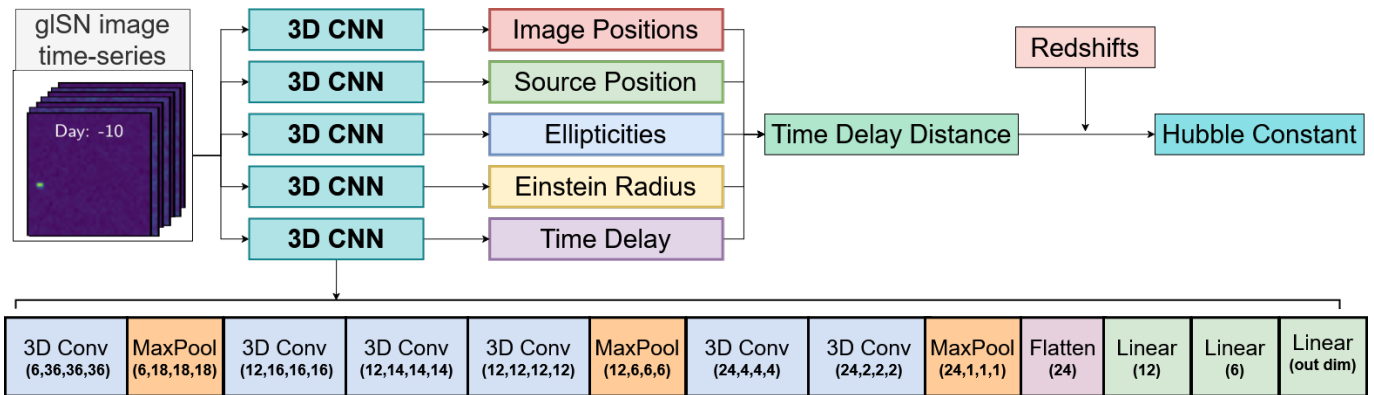 glSN image
time-series
Day: -10
3D CNN
3D CNN
3D CNN
3D CNN
3D CNN
Image Positions
Source Position
Ellipticities
Einstein Radius
Time Delay
Time Delay Distance
Redshifts
Hubble Constant
3D Conv
(6,36,36,36)
MaxPool
(6,18,18,18)
3D Conv
(12,16,16,16)
3D Conv
(12,14,14,14)
3D Conv
(12,12,12,12)
MaxPool
(12,6,6,6)
3D Conv
(24,4,4,4)
3D Conv
(24,2,2,2)
MaxPool
(24,1,1,1)
Flatten
(24)
Linear
(12)
Linear
(6)
Linear
(out dim)